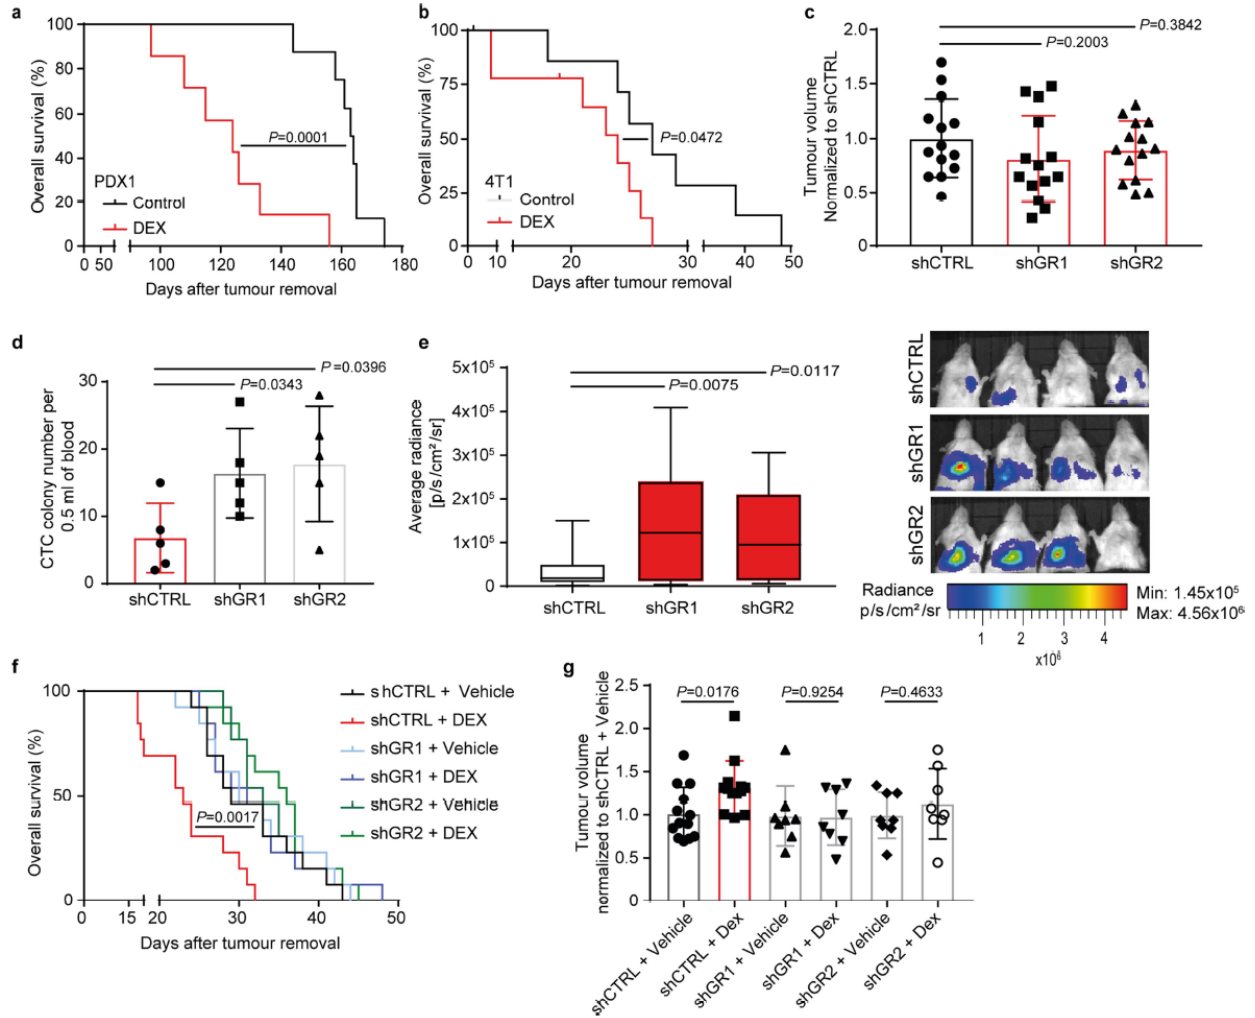 a
Overall survival (%)
100
80
60
40
20
0
P=0.0001
PDX1
Control
DEX
0 50 100 120 140 160 180
Days after tumour removal
b
Overall survival (%)
100
75
50
25
0
P=0.0472
4T1
Control
DEX
0 10 20 30 40 50
Days after tumour removal
c
Tumour volume
Normalized to shCTRL
2.0
1.5
1.0
0.5
0
P=0.3842
P=0.2003
shCTRL shGR1 shGR2
d
CTC colony number per
0.5 ml of blood
30
20
10
0
P=0.0396
P=0.0343
shCTRL shGR1 shGR2
e
Average radiance
[p/s/cm²/sr]
5x10⁵
4x10⁵
3x10⁵
2x10⁵
1x10⁵
0
P=0.0117
P=0.0075
shCTRL shGR1 shGR2
shCTRL
shGR1
shGR2
Radiance
p/s/cm²/sr
Min: 1.45x10⁵
Max: 4.56x10⁶
1 2 3 4
x10⁶
f
Overall survival (%)
100
50
0
P=0.0017
shCTRL + Vehicle
shCTRL + DEX
shGR1 + Vehicle
shGR1 + DEX
shGR2 + Vehicle
shGR2 + DEX
0 15 20 30 40 50
Days after tumour removal
g
Tumour volume
normalized to shCTRL + Vehicle
2.5
2.0
1.5
1.0
0.5
0
P=0.0176 P=0.9254 P=0.4633
shCTRL + Vehicle
shCTRL + Dex
shGR1 + Vehicle
shGR1 + Dex
shGR2 + Vehicle
shGR2 + Dex